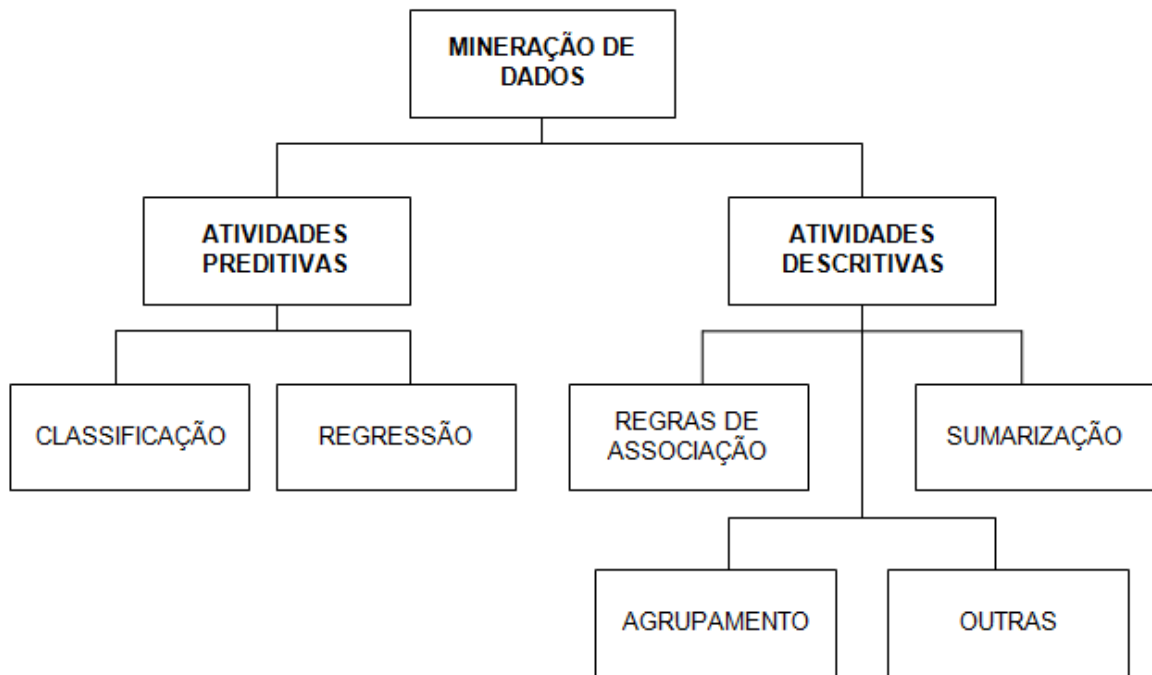 MINERAÇÃO DE
DADOS
ATIVIDADES
PREDITIVAS
ATIVIDADES
DESCRITIVAS
CLASSIFICAÇÃO
REGRESSÃO
REGRAS DE
ASSOCIAÇÃO
SUMARIZAÇÃO
AGRUPAMENTO
OUTRAS